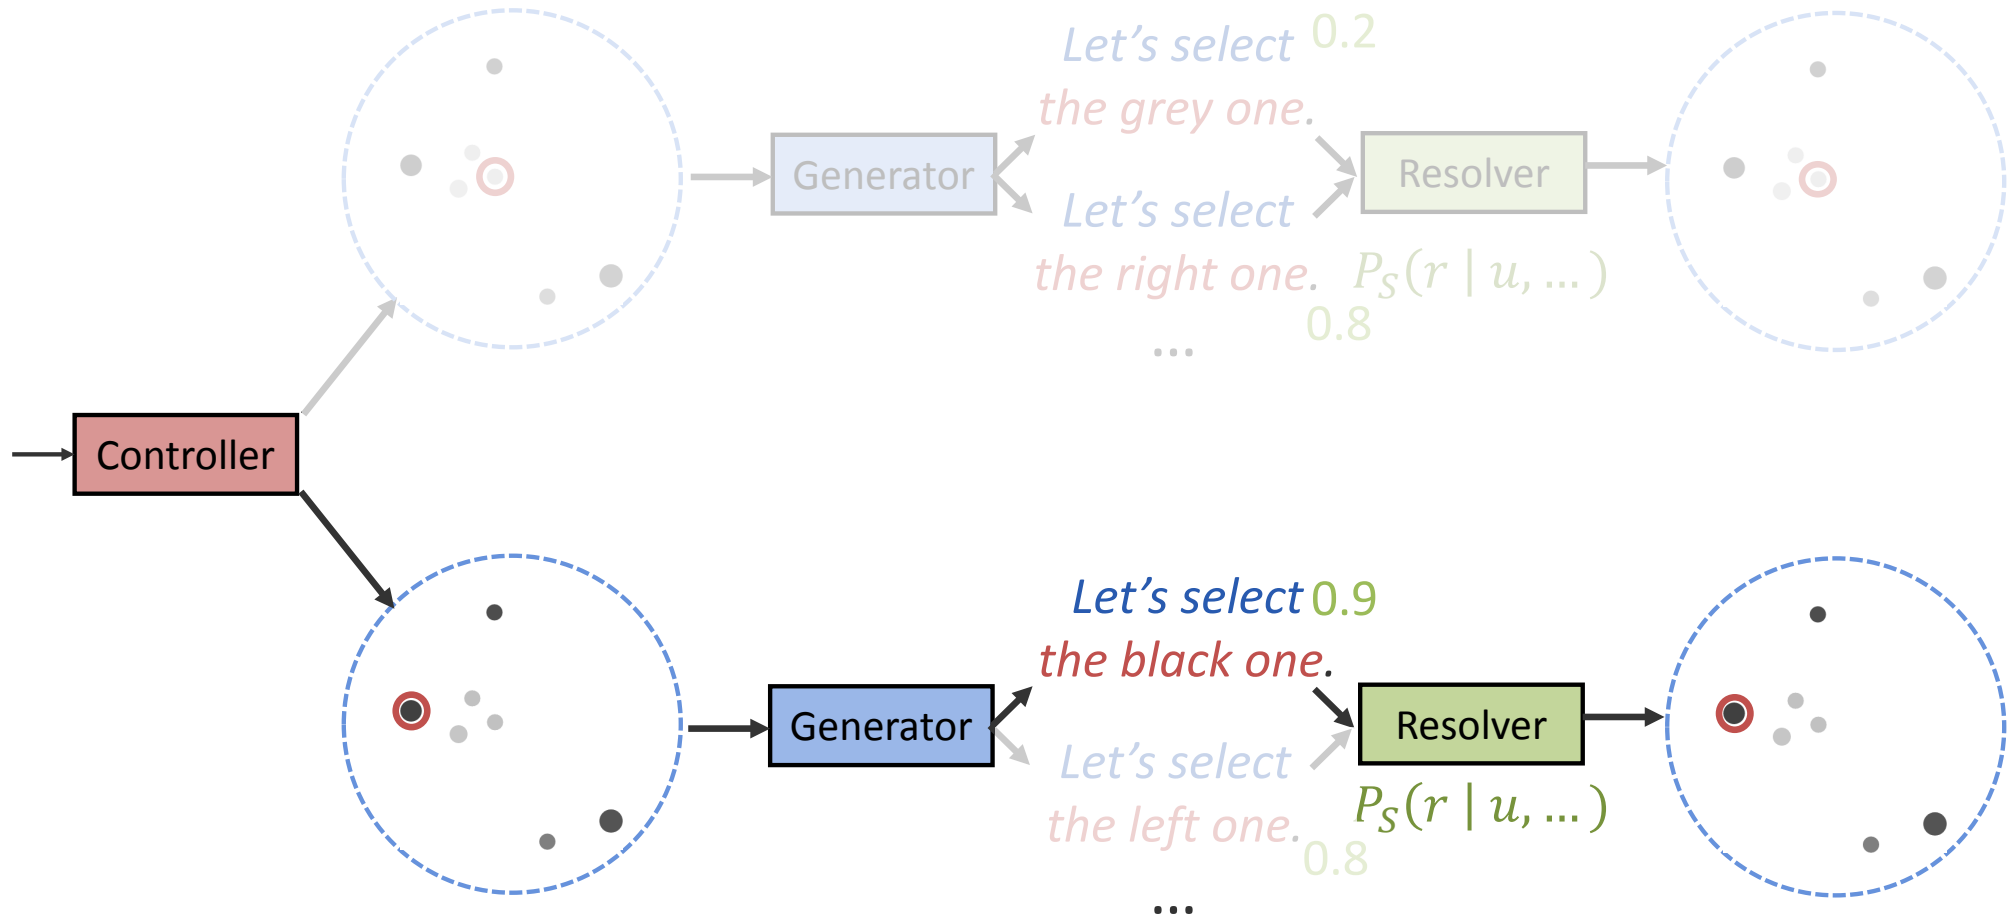 Let's select 0.2
the grey one.
Generator
Resolver
Let's select
the right one.
P_S(r | u, ... )
0.8
...
Controller
Let's select 0.9
the black one.
Generator
Resolver
Let's select
the left one.
P_S(r | u, ... )
0.8
...